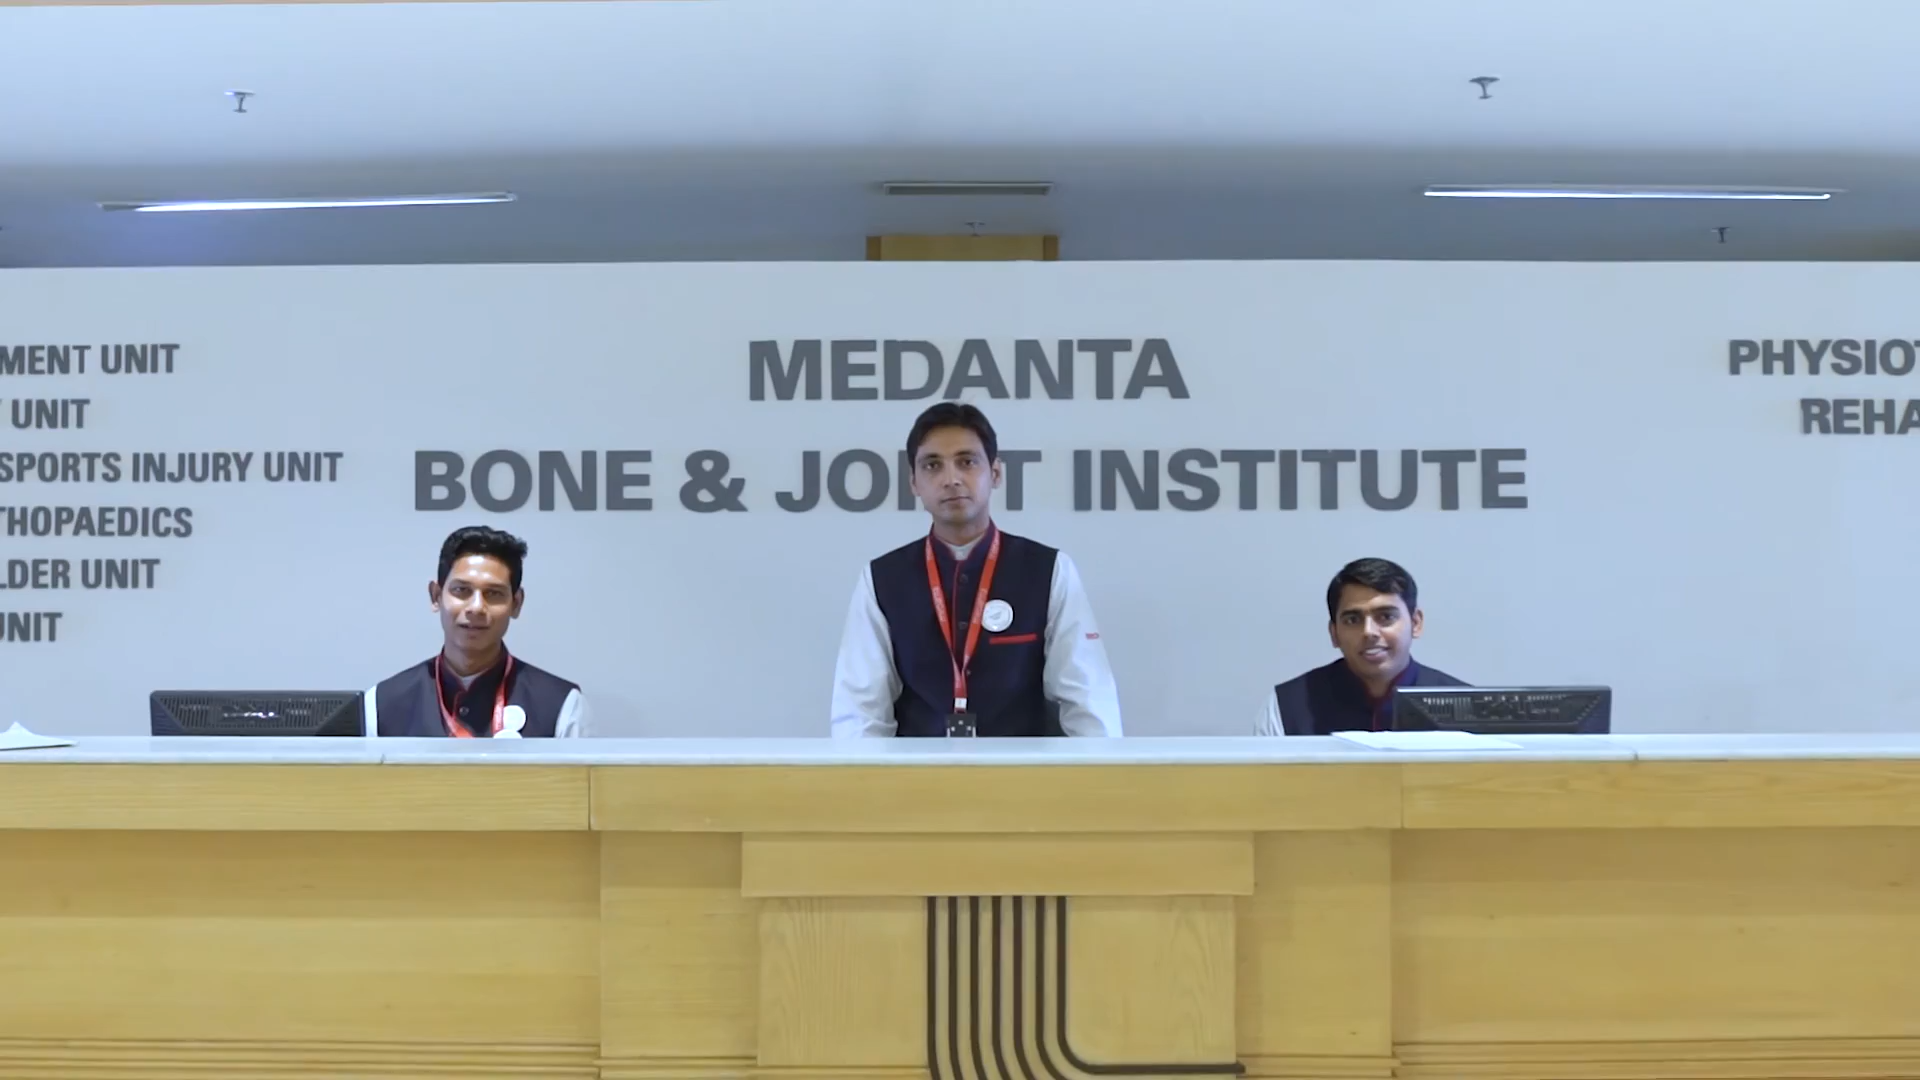 MENT UNIT
UNIT
SPORTS INJURY UNIT
THOPAEDICS
LDER UNIT
UNIT
MEDANTA
BONE & JOINT INSTITUTE
PHYSIOT
REHA